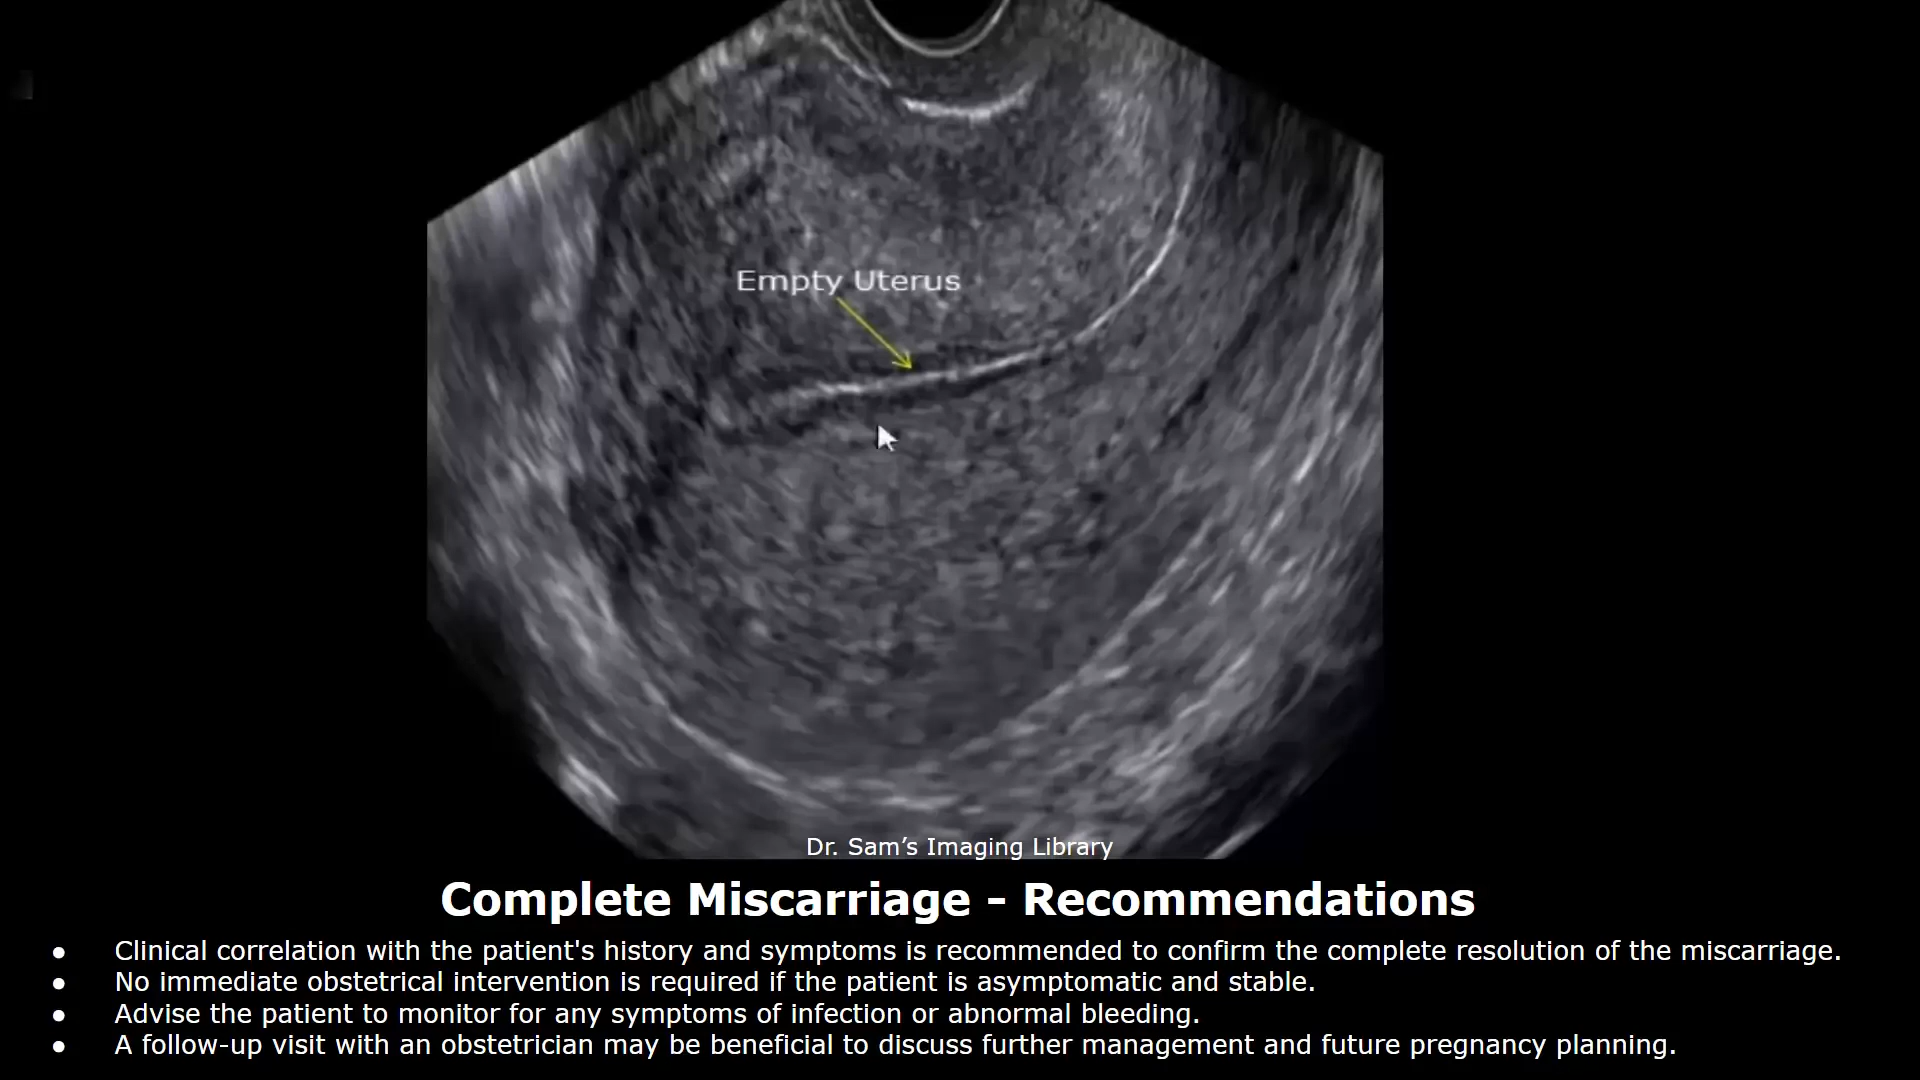 Empty Uterus
Dr. Sam’s Imaging Library
Complete Miscarriage – Recommendations
● Clinical correlation with the patient's history and symptoms is recommended to confirm the complete resolution of the miscarriage.
● No immediate obstetrical intervention is required if the patient is asymptomatic and stable.
● Advise the patient to monitor for any symptoms of infection or abnormal bleeding.
● A follow-up visit with an obstetrician may be beneficial to discuss further management and future pregnancy planning.